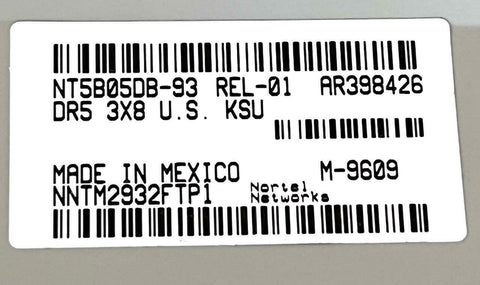 NT5B05DB-93 REL-01 AR398426
DR5 3X8 U.S. KSU
MADE IN MEXICO M-9609
NNTM2932FTP1 Nortel Networks